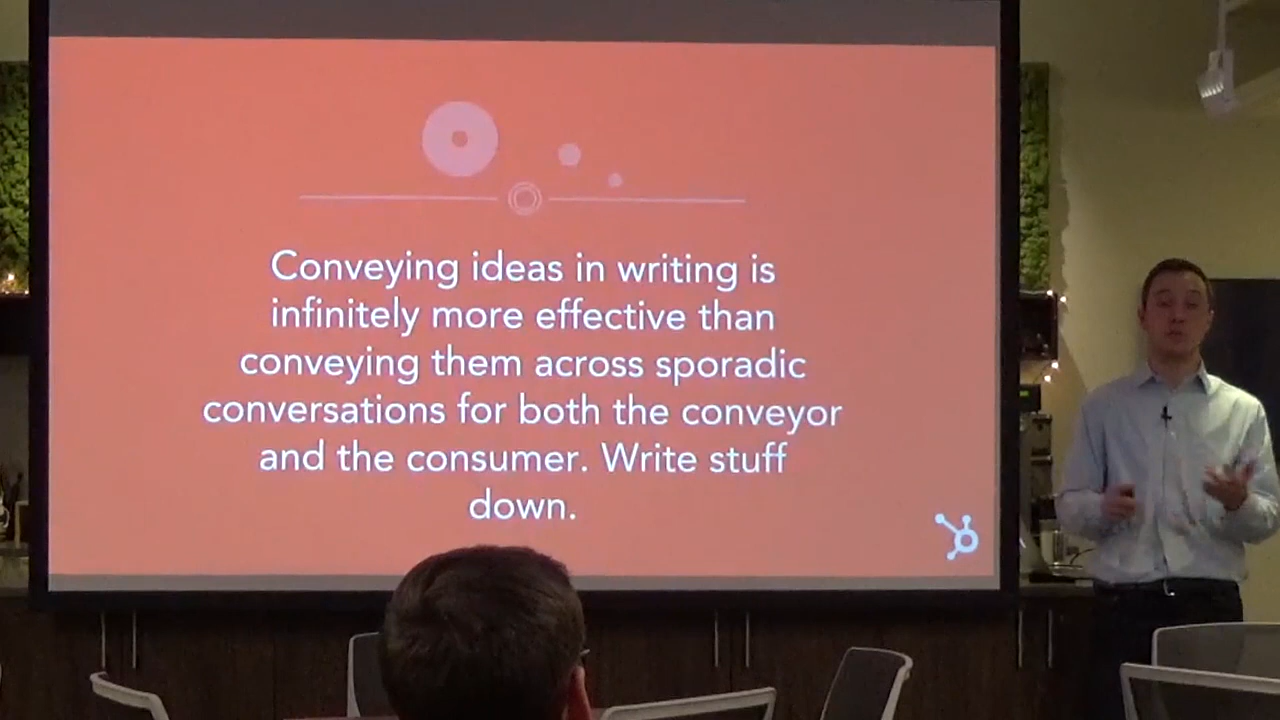 Conveying ideas in writing is
infinitely more effective than
conveying them across sporadic
conversations for both the conveyor
and the consumer. Write stuff
down.